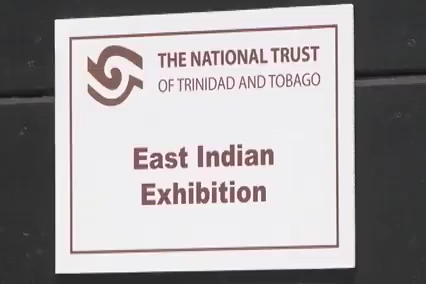 THE NATIONAL TRUST
OF TRINIDAD AND TOBAGO
East Indian
Exhibition